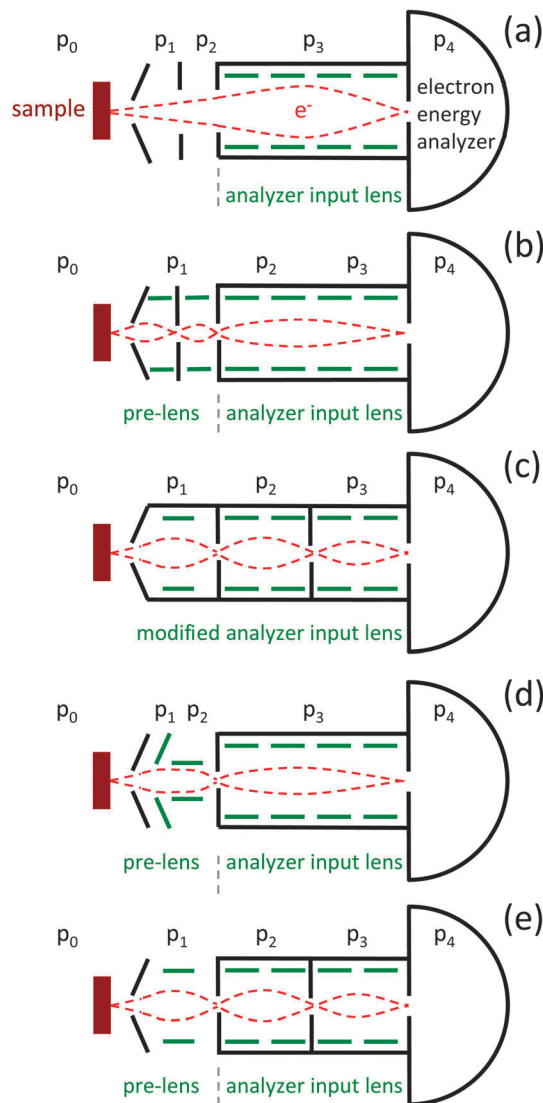 p0 p1 p2 p3 p4 (a)
sample e- electron
energy
analyzer
analyzer input lens
p0 p1 p2 p3 p4 (b)
pre-lens analyzer input lens
p0 p1 p2 p3 p4 (c)
modified analyzer input lens
p0 p1 p2 p3 p4 (d)
pre-lens analyzer input lens
p0 p1 p2 p3 p4 (e)
pre-lens analyzer input lens